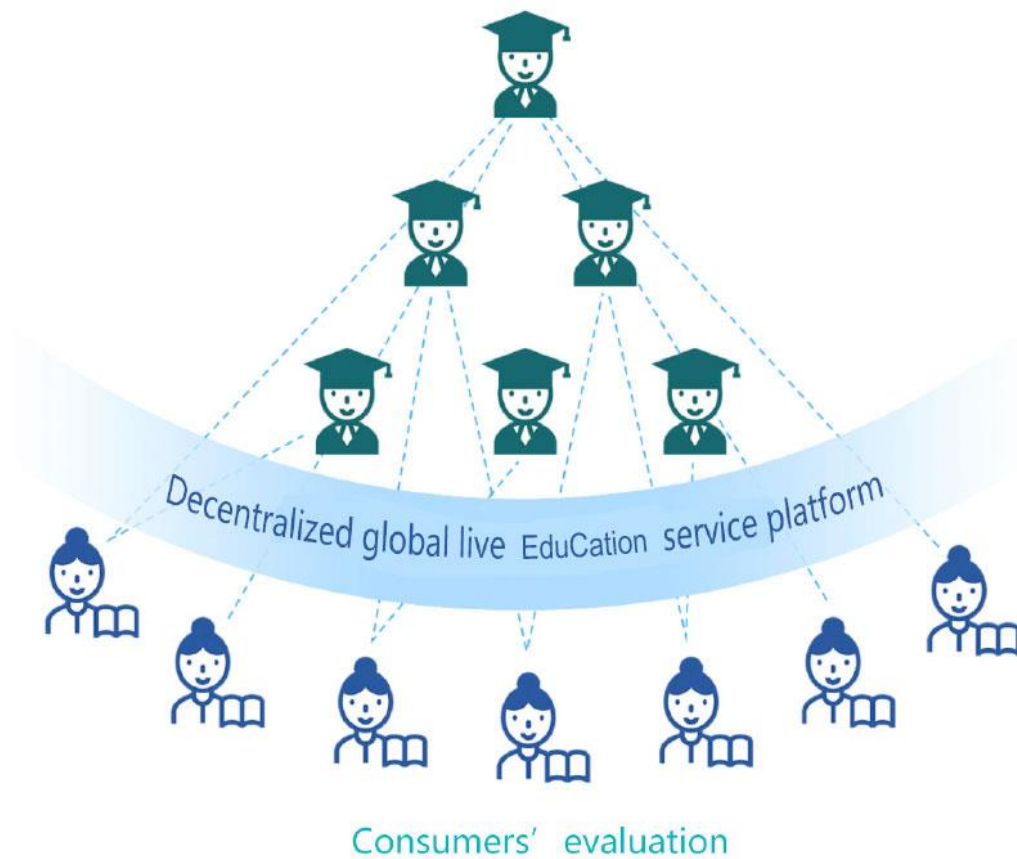 Decentralized global live EduCation service platform
Consumers' evaluation